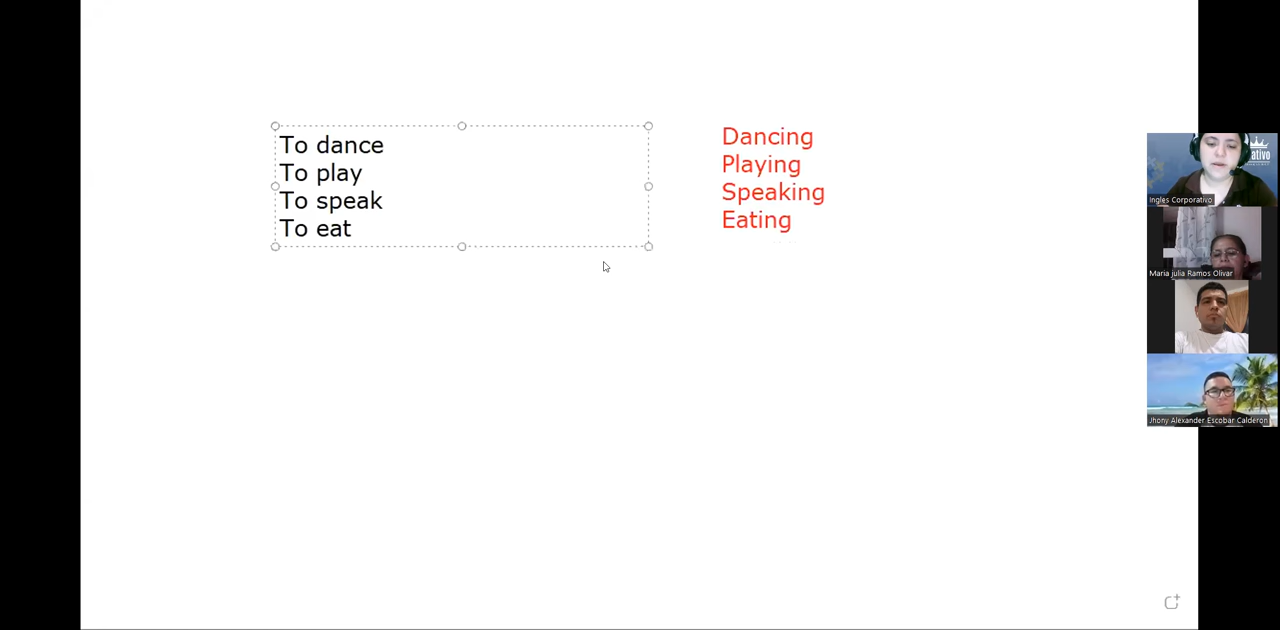 To dance
To play
To speak
To eat
Dancing
Playing
Speaking
Eating
ativo
Ingles Corporativo
Maria julia Ramos Olivar
Jhony Alexander Escobar Calderon